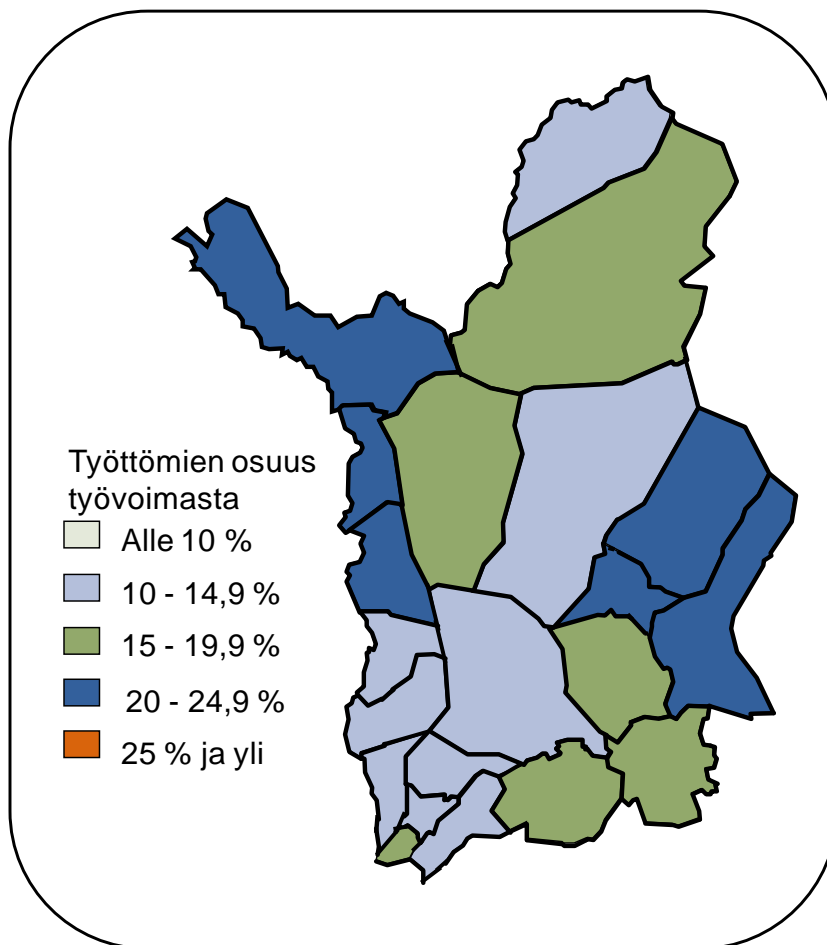 Työttömien osuus
työvoimasta
Alle 10 %
10 - 14,9 %
15 - 19,9 %
20 - 24,9 %
25 % ja yli